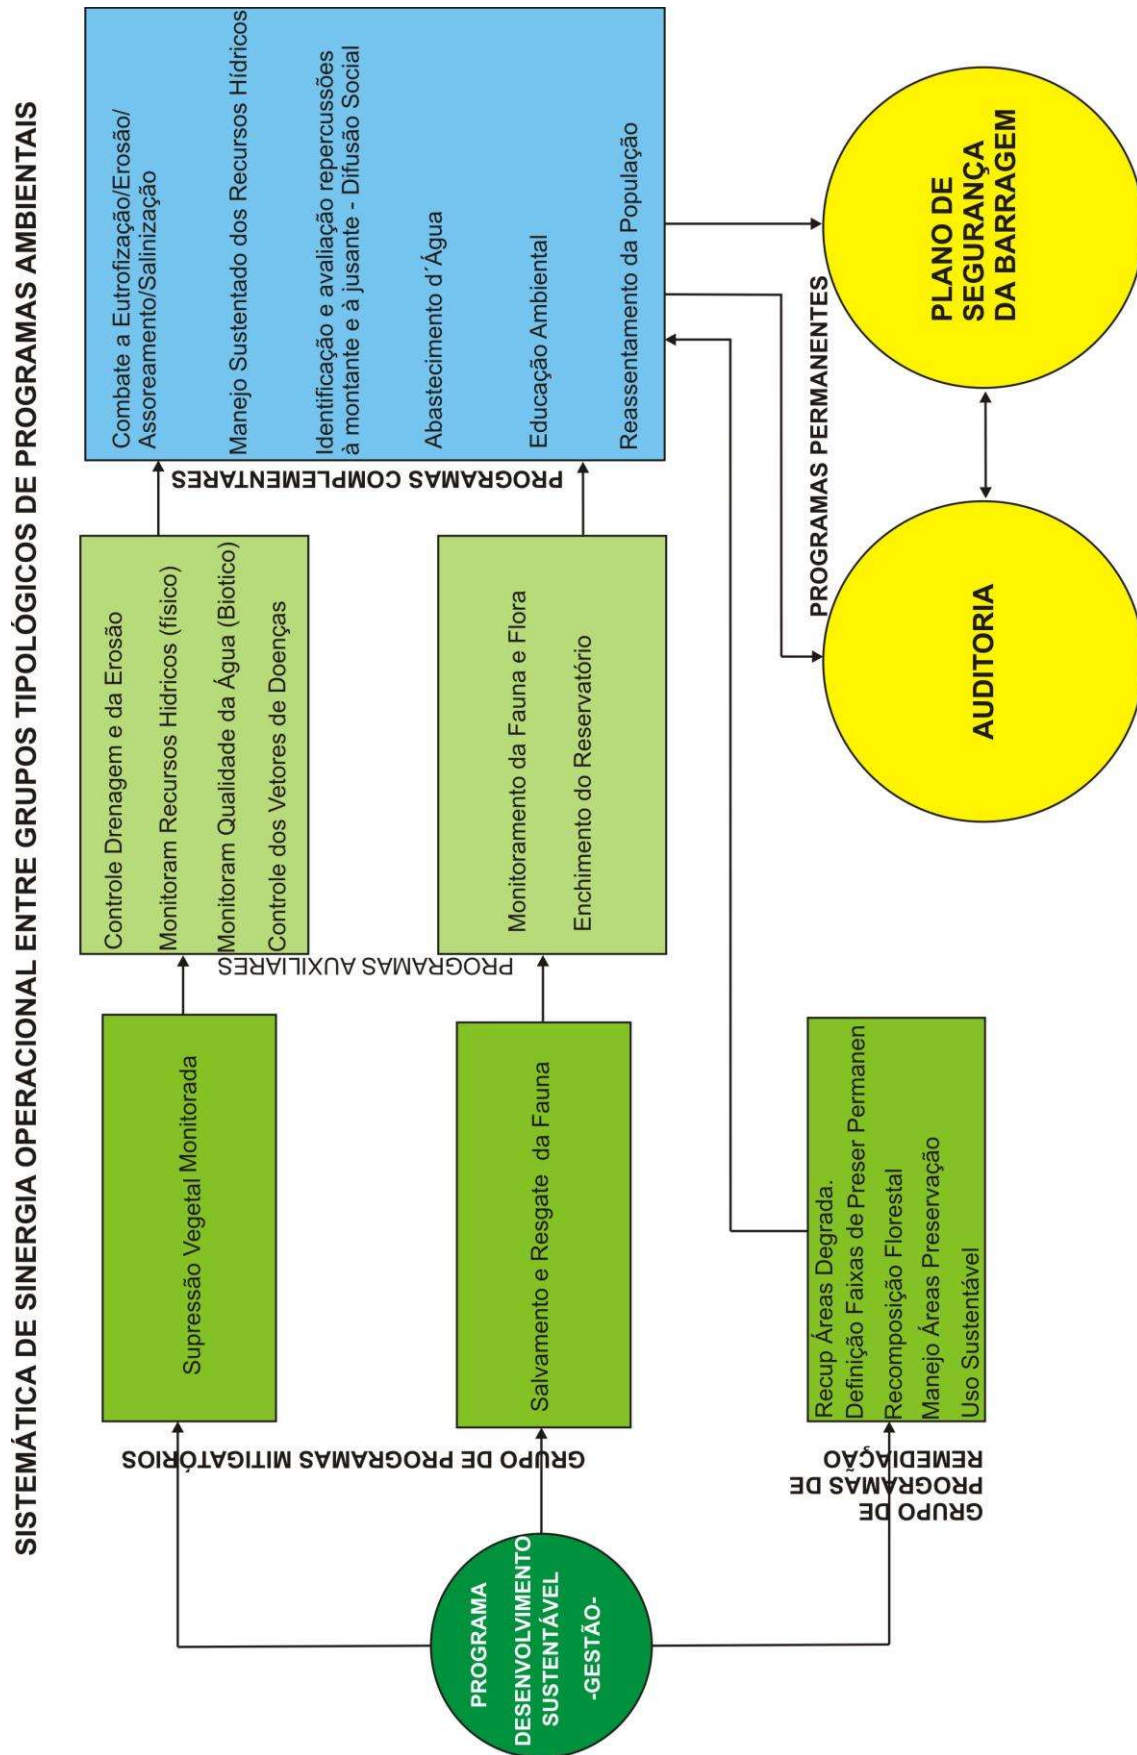 SISTEMÁTICA DE SINERGIA OPERACIONAL ENTRE GRUPOS TIPOLÓGICOS DE PROGRAMAS AMBIENTAIS
PROGRAMA
DESENVOLVIMENTO
SUSTENTÁVEL
-GESTÃO-
GRUPO DE PROGRAMAS MITIGATÓRIOS
Supressão Vegetal Monitorada
Salvamento e Resgate da Fauna
GRUPO DE
PROGRAMAS DE
REMEDIAÇÃO
Recup Áreas Degrada.
Definição Faixas de Preser Permanen
Recomposição Florestal
Manejo Áreas Preservação
Uso Sustentável
PROGRAMAS AUXILIARES
Controle Drenagem e da Erosão
Monitoram Recursos Hidricos (físico)
Monitoram Qualidade da Água (Biotico)
Controle dos Vetores de Doenças
Monitoramento da Fauna e Flora
Enchimento do Reservatório
PROGRAMAS COMPLEMENTARES
Combate a Eutrofização/Erosão/
Assoreamento/Salinização
Manejo Sustentado dos Recursos Hídricos
Identificação e avaliação repercussões
à montante e à jusante - Difusão Social
Abastecimento d´Água
Educação Ambiental
Reassentamento da População
PROGRAMAS PERMANENTES
AUDITORIA
PLANO DE
SEGURANÇA
DA BARRAGEM